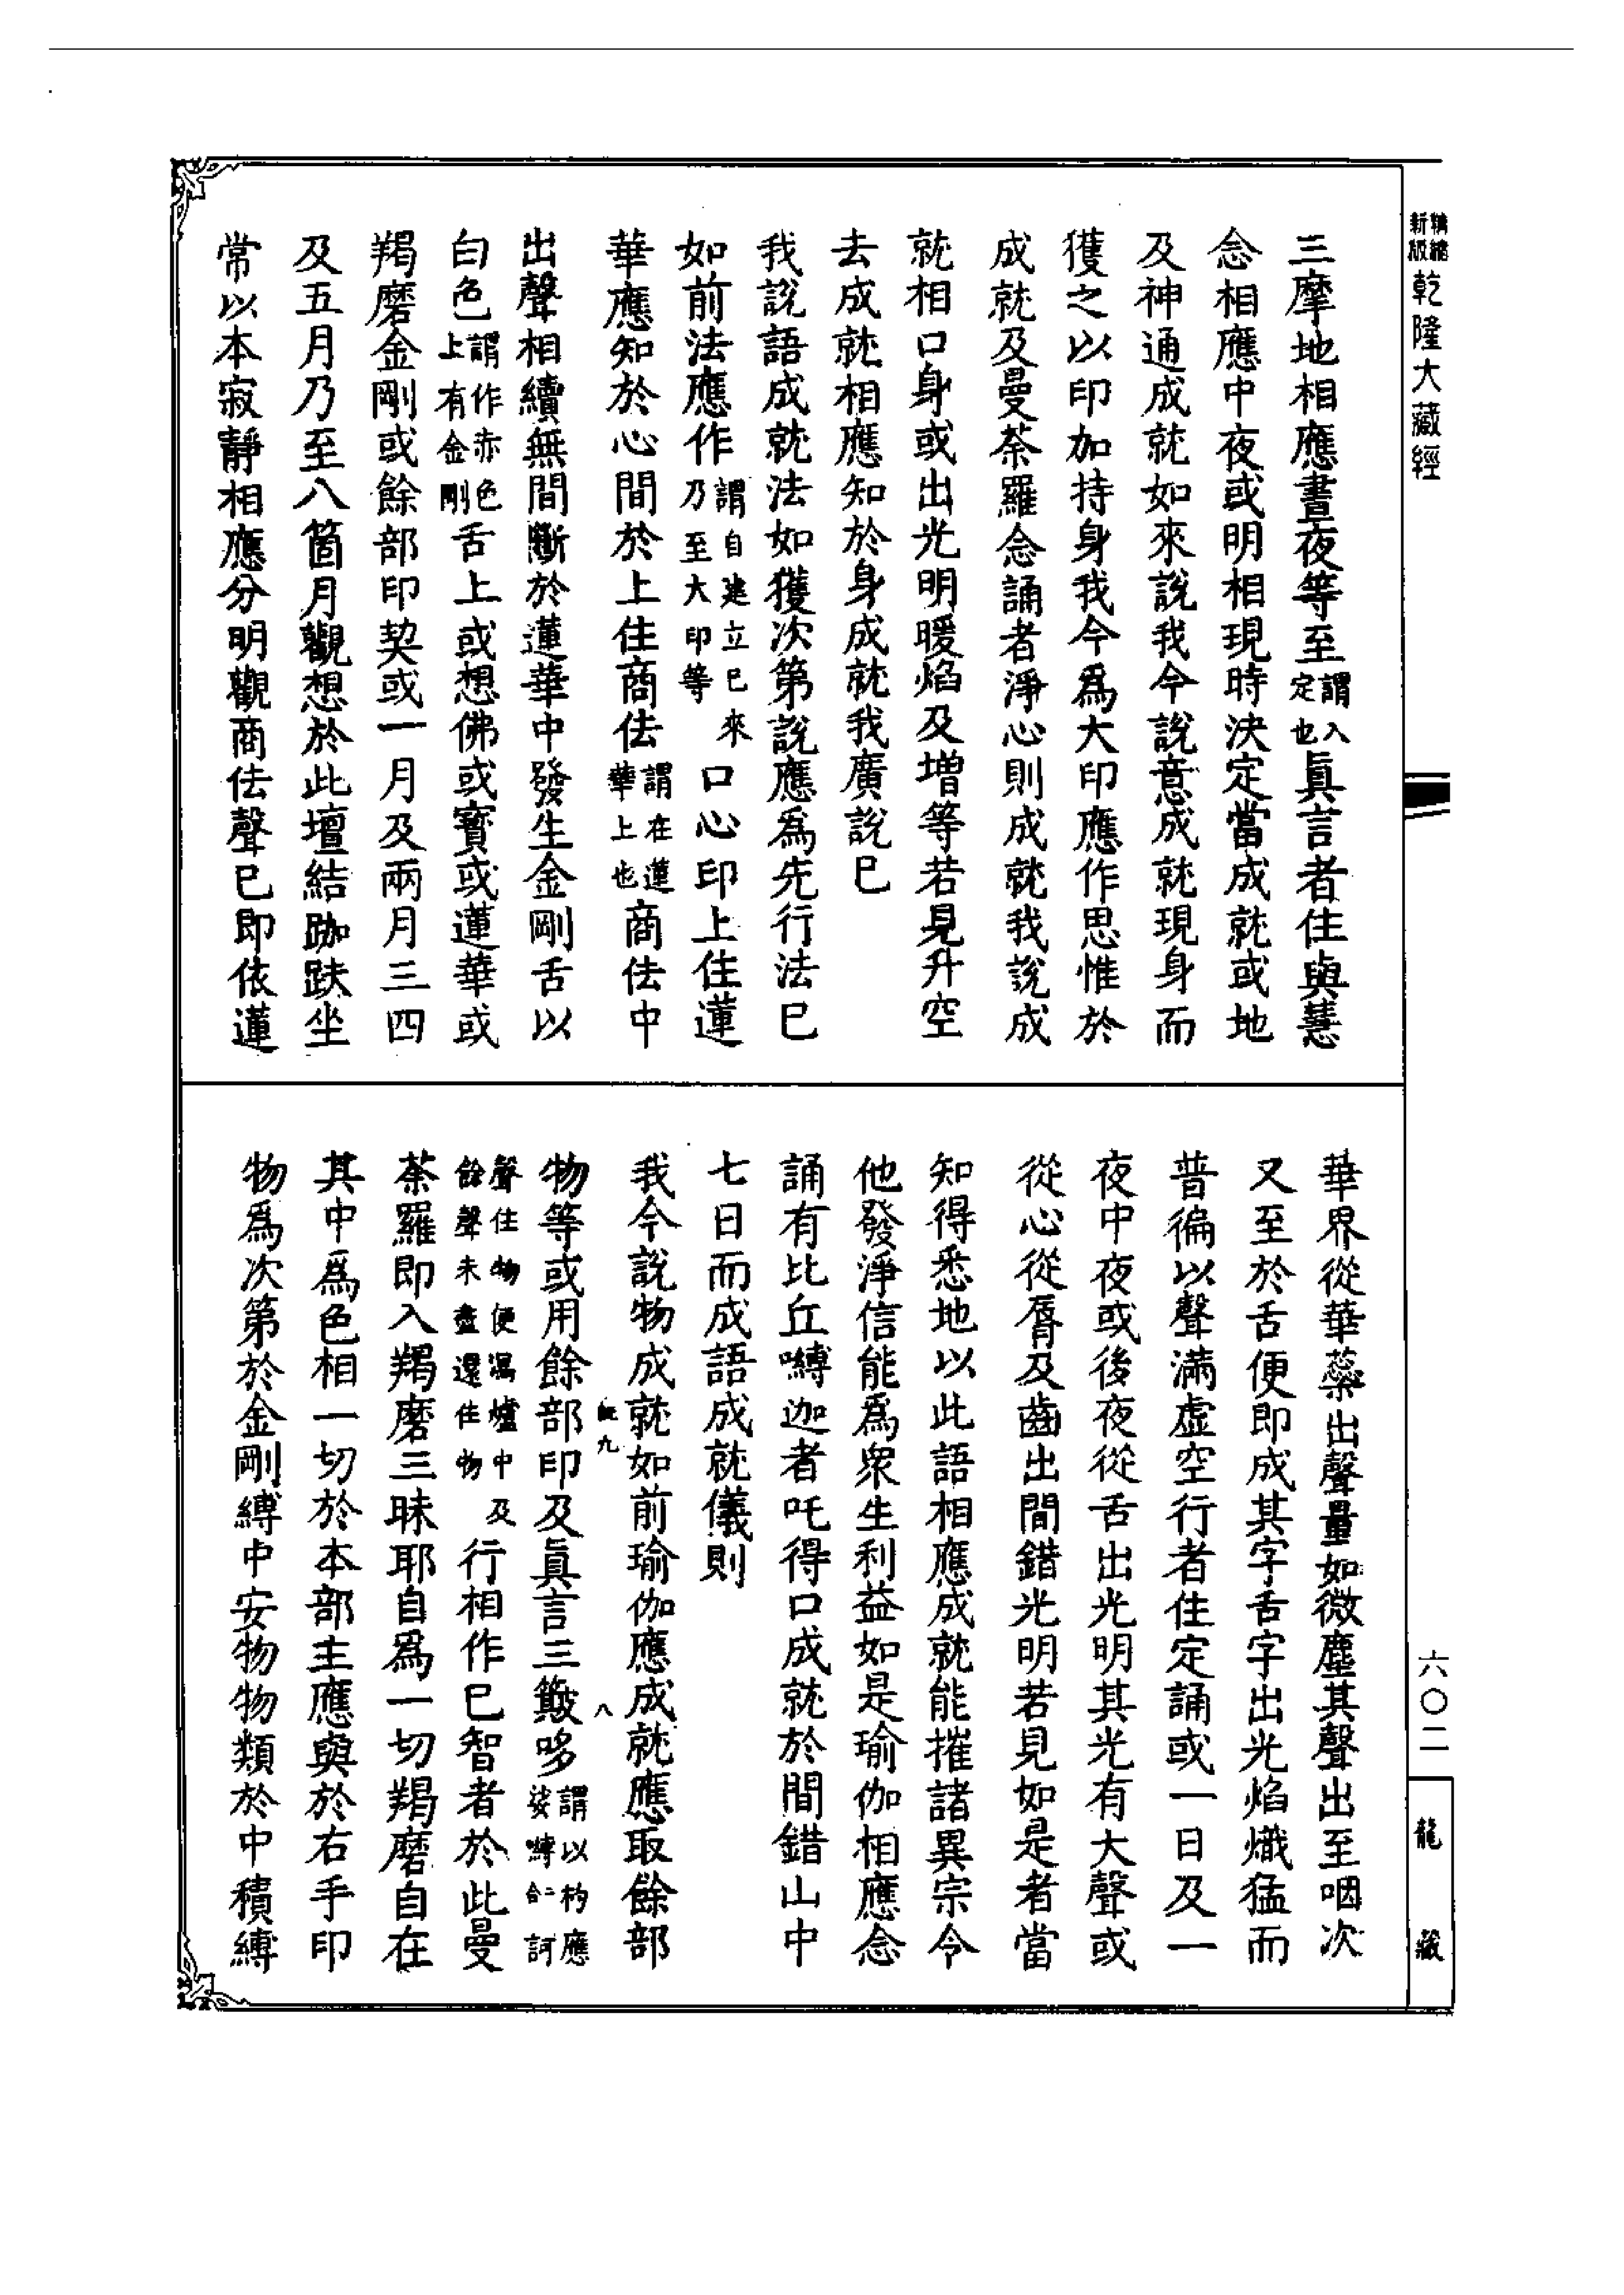 精縮新版乾隆大藏經
三摩地相應晝夜等至謂入定也眞言者住與慧
念相應中夜或明相現時決定當成就或地
及神通成就如來說我今說意成就現身而
獲之以印加持身我今爲大印應作思惟於
成就及曼荼羅念誦者淨心則成就我說成
就相口身或出光明暖焰及增等若見升空
去成就相應知於身成就我廣說已
我說語成就法如獲次第說應爲先行法已
如前法應作謂自建立已來乃至大印等口心印上住蓮
華應知於心間於上住商佉謂在蓮華上也商佉中
出聲相續無間斷於蓮華中發生金剛舌以
白色謂作赤色上有金剛舌上或想佛或寶或蓮華或
羯磨金剛或餘部印契或一月及兩月三四
及五月乃至八箇月觀想於此壇結跏趺坐
常以本寂靜相應分明觀商佉聲已即依蓮
華界從華蘂出聲量如微塵其聲出至咽次
又至於舌便即成其字舌字出光焰熾猛而
普徧以聲滿虛空行者住定誦或一日及一
夜中夜或後夜從舌出光明其光有大聲或
從心從脣及齒出間錯光明若見如是者當
知得悉地以此語相應成就能摧諸異宗令
他發淨信能爲衆生利益如是瑜伽相應念
誦有比丘嚩迦者吒得口成就於間錯山中
七日而成語成就儀則
我今說物成就如前瑜伽應成就應取餘部
物等或用餘部印及眞言三簸哆謂以杓應娑嚩二合訶
聲住物便瀉爐中及餘聲未盡還住物行相作已智者於此曼
荼羅即入羯磨三昧耶自爲一切羯磨自在
其中爲色相一切於本部主應與於右手印
物爲次第於金剛縛中安物物類於中積縛
九
八
六〇二
龍藏